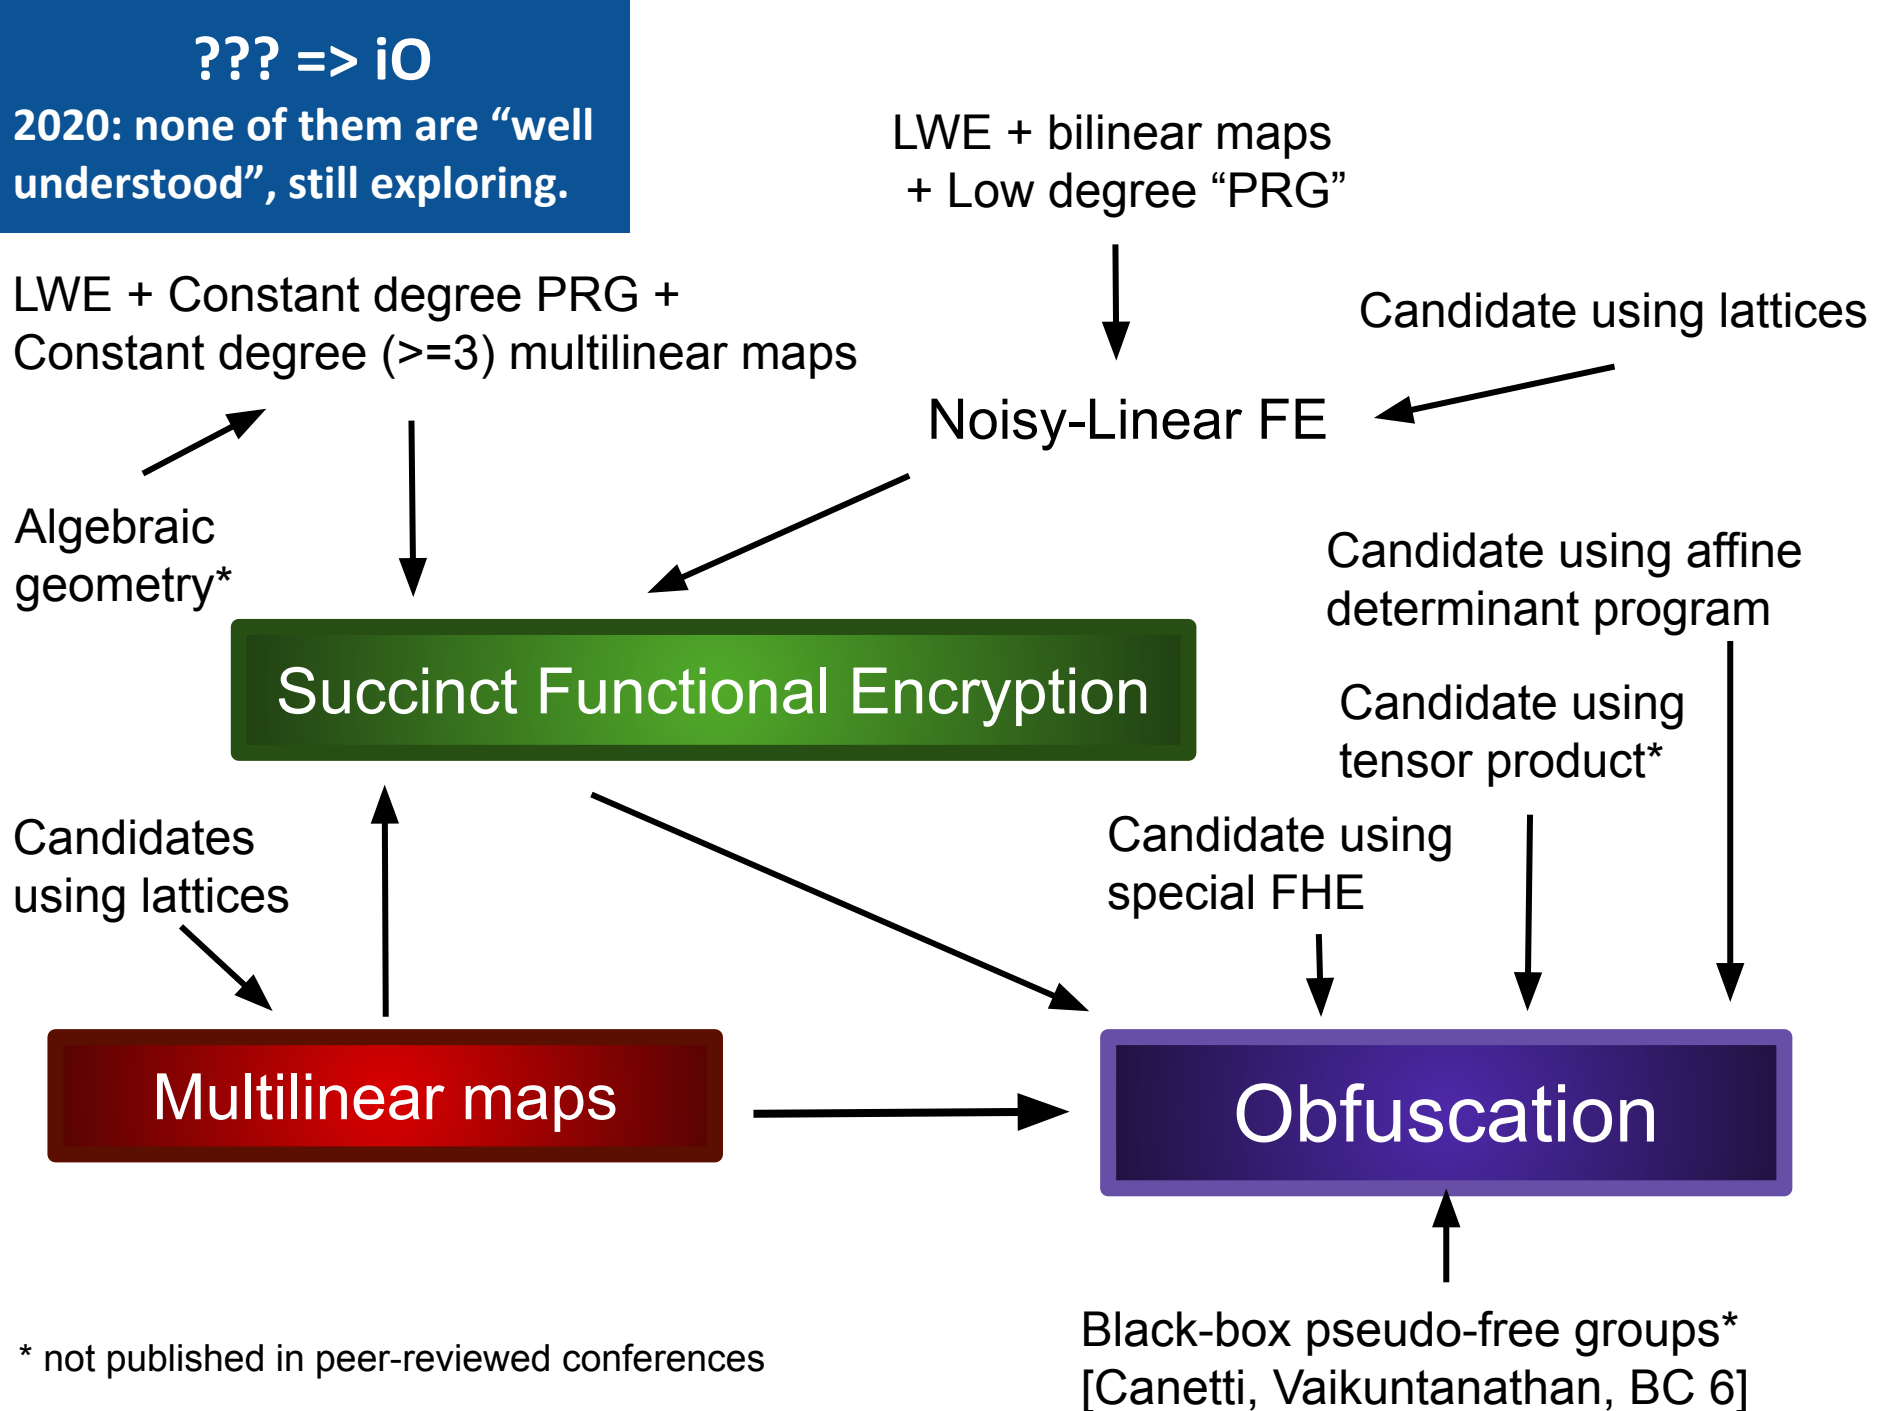 ??? => iO
2020: none of them are “well
understood”, still exploring.
LWE + bilinear maps
+ Low degree “PRG”
LWE + Constant degree PRG +
Constant degree (>=3) multilinear maps
Candidate using lattices
Noisy-Linear FE
Algebraic
geometry*
Candidate using affine
determinant program
Succinct Functional Encryption
Candidate using
tensor product*
Candidates
using lattices
Candidate using
special FHE
Multilinear maps
Obfuscation
Black-box pseudo-free groups*
[Canetti, Vaikuntanathan, BC 6]
* not published in peer-reviewed conferences